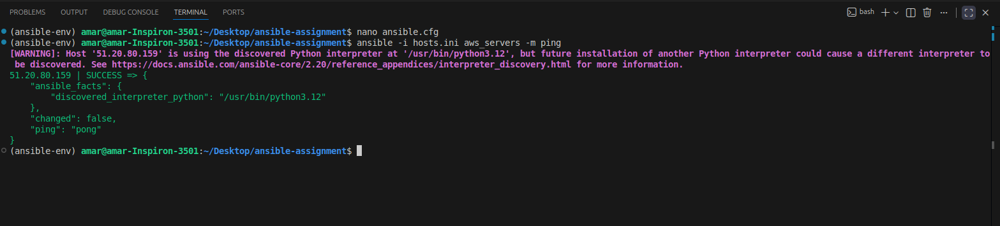 PROBLEMS OUTPUT DEBUG CONSOLE TERMINAL PORTS bash
(ansible-env) amar@amar-Inspiron-3501:~/Desktop/ansible-assignment$ nano ansible.cfg
(ansible-env) amar@amar-Inspiron-3501:~/Desktop/ansible-assignment$ ansible -i hosts.ini aws_servers -m ping
[WARNING]: Host '51.20.80.159' is using the discovered Python interpreter at '/usr/bin/python3.12', but future installation of another Python interpreter could cause a different interpreter to
be discovered. See https://docs.ansible.com/ansible-core/2.20/reference_appendices/interpreter_discovery.html for more information.
51.20.80.159 | SUCCESS => {
    "ansible_facts": {
        "discovered_interpreter_python": "/usr/bin/python3.12"
    },
    "changed": false,
    "ping": "pong"
}
(ansible-env) amar@amar-Inspiron-3501:~/Desktop/ansible-assignment$